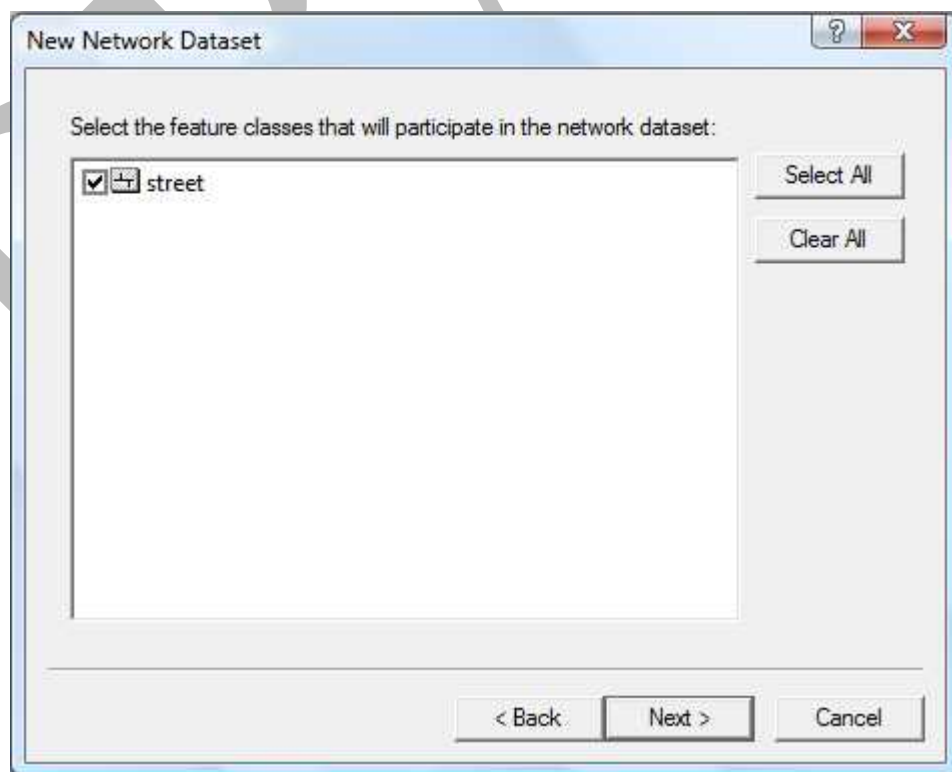 New Network Dataset
Select the feature classes that will participate in the network dataset:
street
Select All
Clear All
< Back
Next >
Cancel